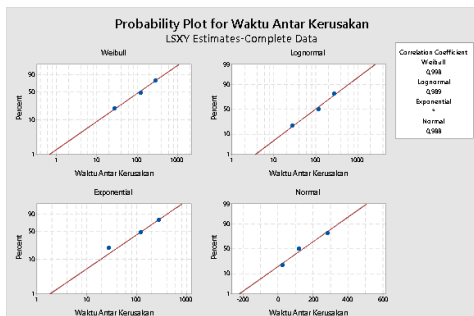 Probability Plot for Waktu Antar Kerusakan
LSXY Estimates-Complete Data
Weibull
Percent
90
50
10
1
1 10 100 1000
Waktu Antar Kerusakan
Lognormal
Percent
99
90
50
10
1
1 10 100 1000
Waktu Antar Kerusakan
Correlation Coefficient
Weibull
0,998
Lognormal
0,989
Exponential
*
Normal
0,988
Exponential
Percent
90
50
10
1
1 10 100 1000
Waktu Antar Kerusakan
Normal
Percent
99
90
50
10
1
-200 0 200 400 600
Waktu Antar Kerusakan